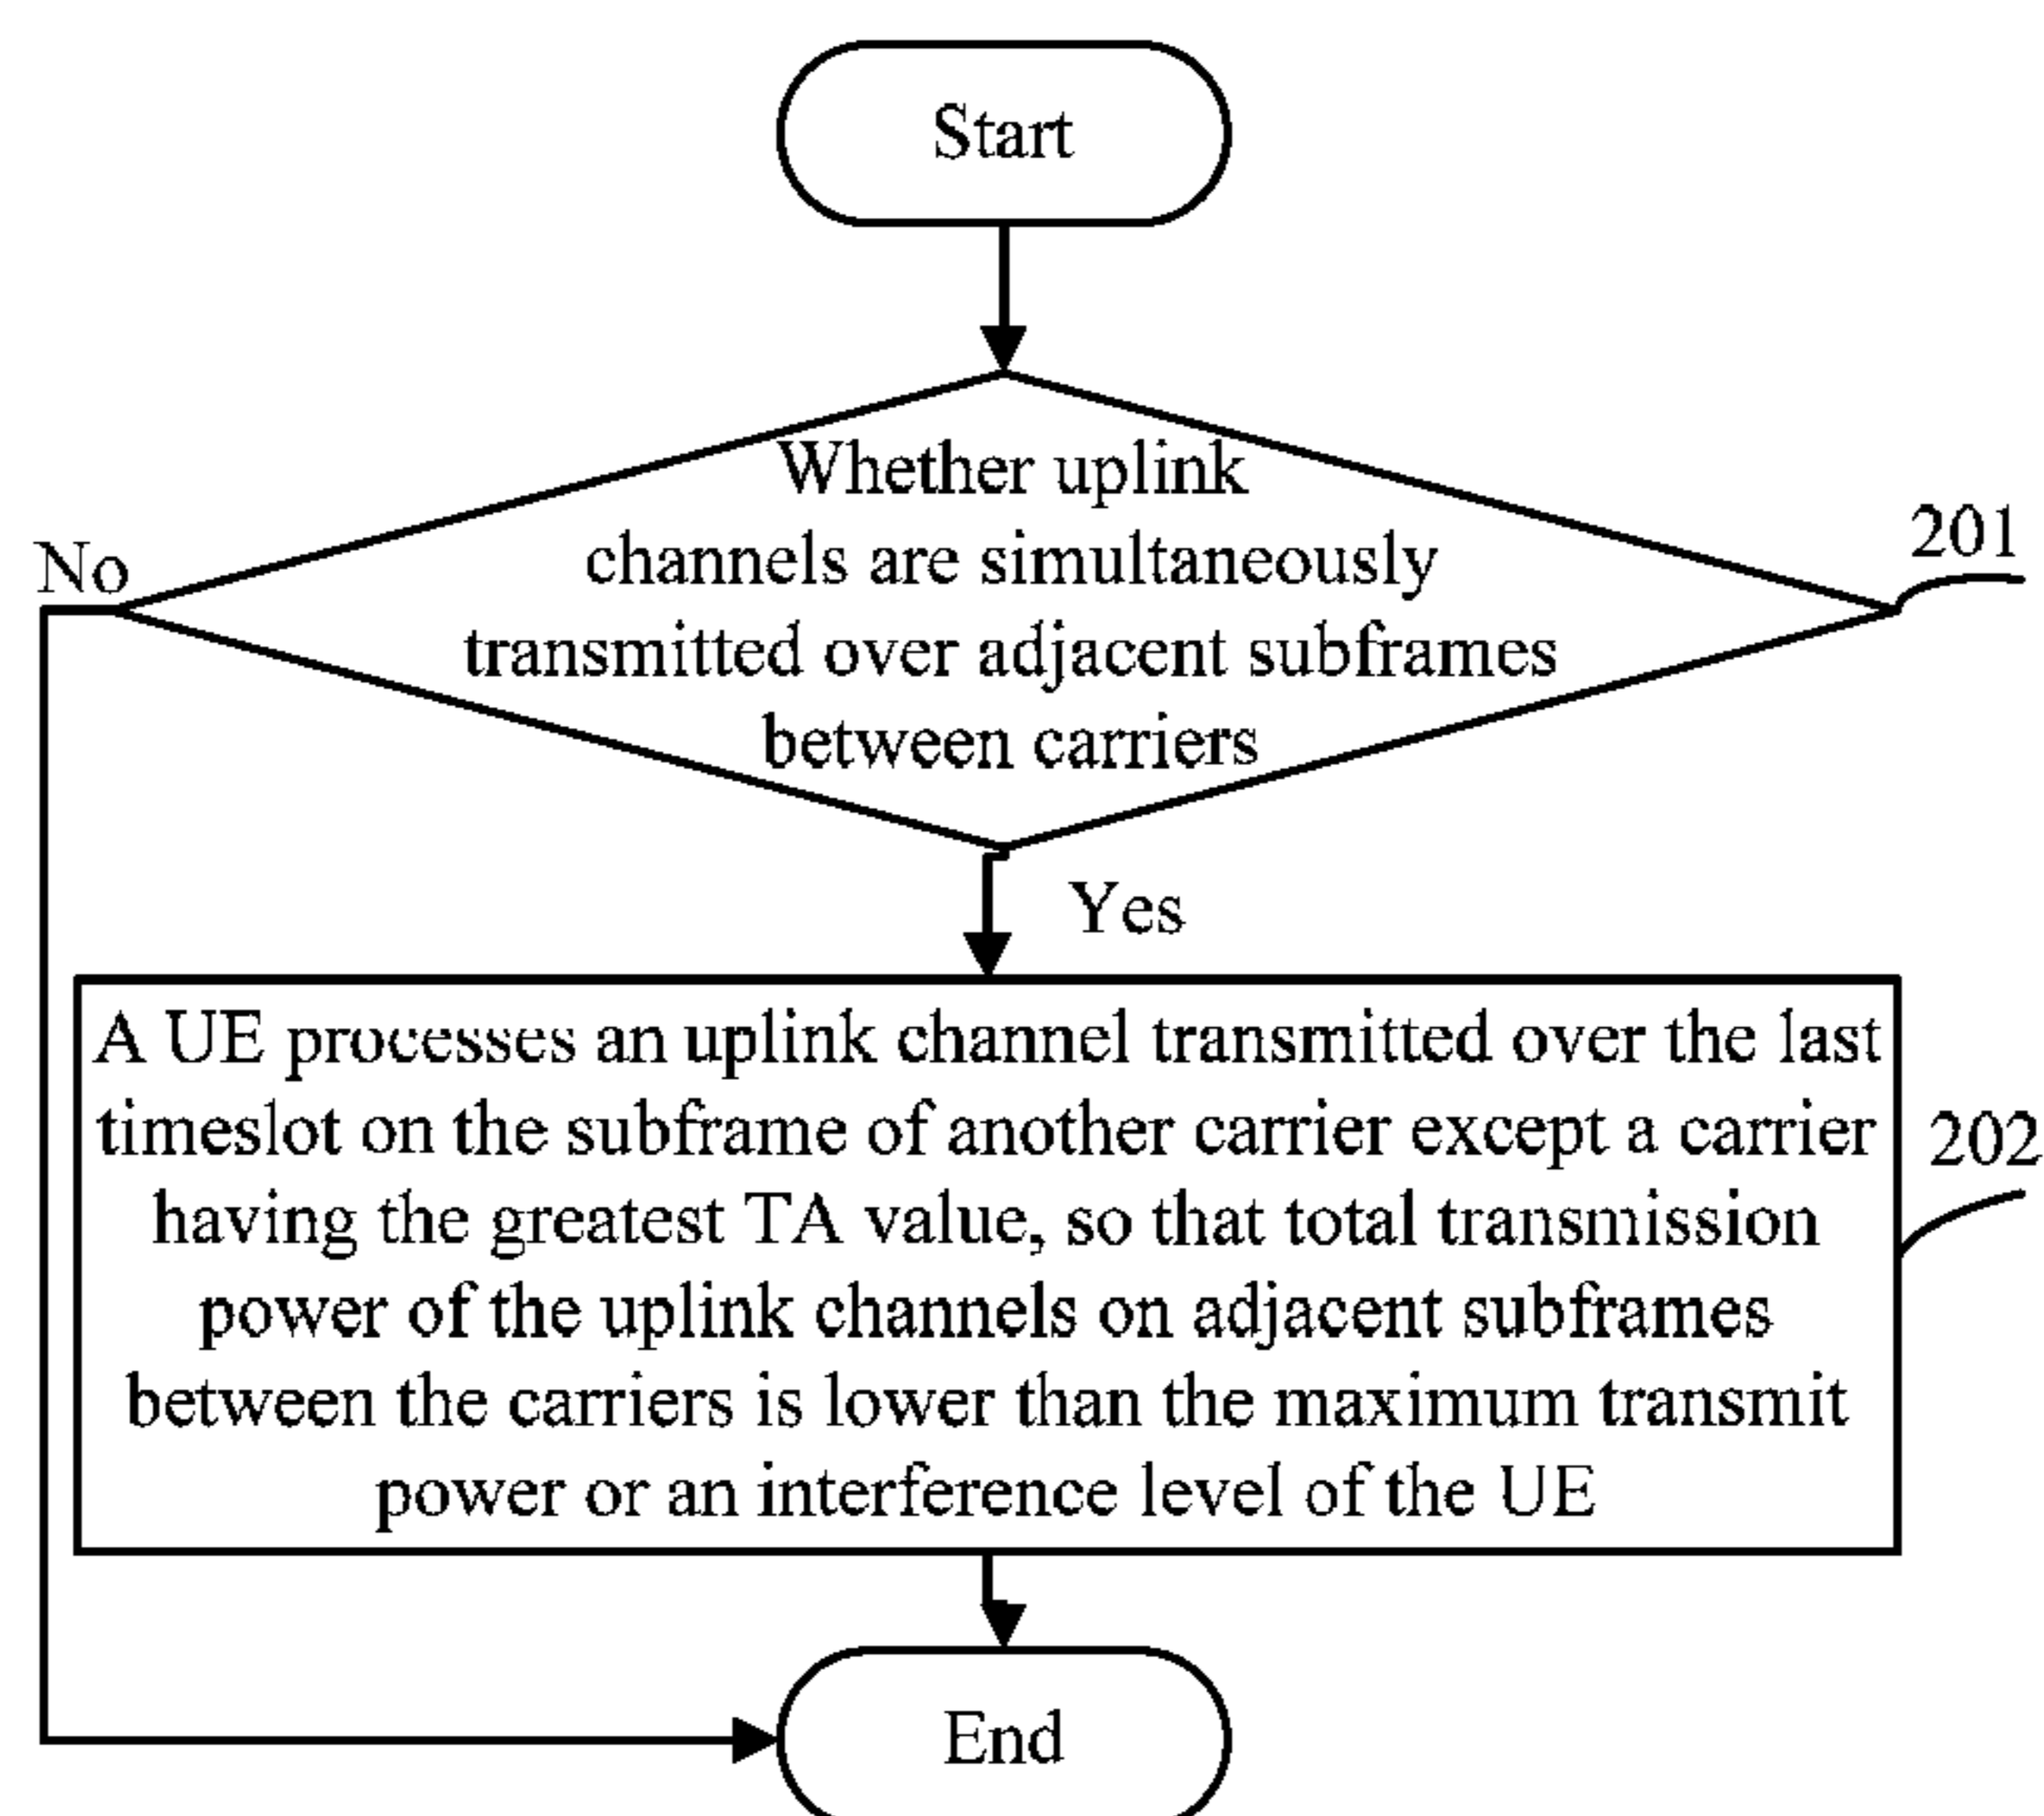 Start
Whether uplink
channels are simultaneously
transmitted over adjacent subframes
between carriers
201
No
Yes
A UE processes an uplink channel transmitted over the last
timeslot on the subframe of another carrier except a carrier
having the greatest TA value, so that total transmission
power of the uplink channels on adjacent subframes
between the carriers is lower than the maximum transmit
power or an interference level of the UE
202
End